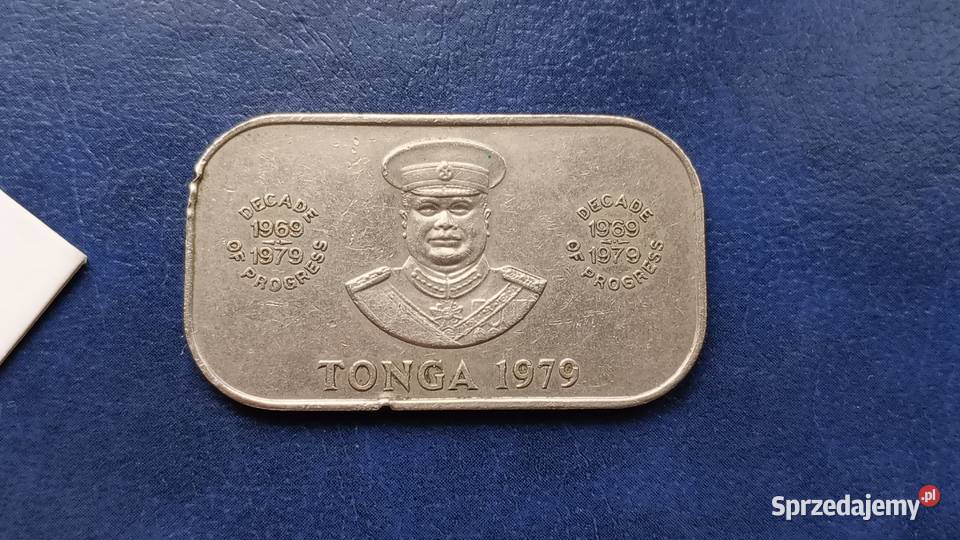 DECADE
1969
1979
OF PROGRESS
DECADE
1969
1979
OF PROGRESS
TONGA 1979
Sprzedajemy.pl